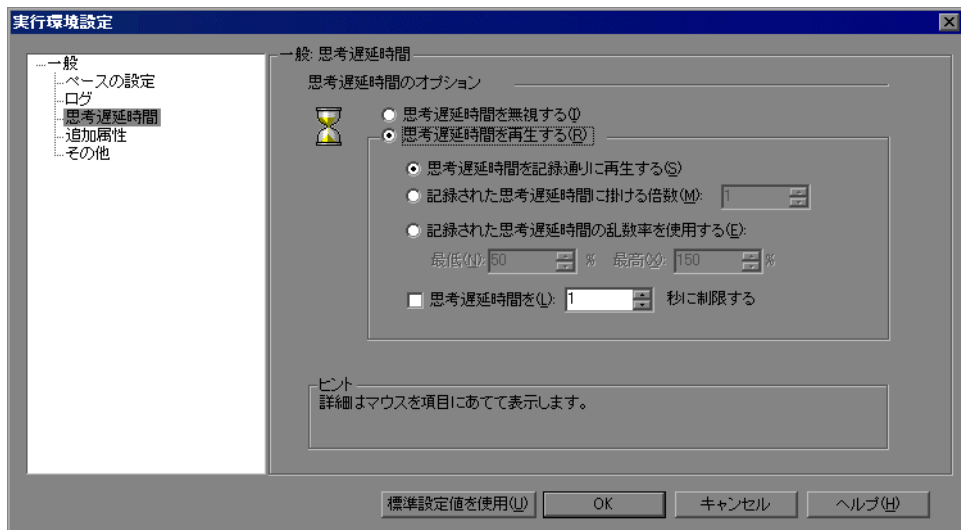 実行環境設定
一般
ペースの設定
ログ
思考遅延時間
追加属性
その他
一般: 思考遅延時間
思考遅延時間のオプション
思考遅延時間を無視する(I)
思考遅延時間を再生する(R)
思考遅延時間を記録通りに再生する(S)
記録された思考遅延時間に掛ける倍数(M): 1
記録された思考遅延時間の乱数率を使用する(E):
最低(N): 50 % 最高(X): 150 %
思考遅延時間を(L): 1 秒に制限する
ヒント
詳細はマウスを項目にあてて表示します。
標準設定値を使用(U) OK キャンセル ヘルプ(H)